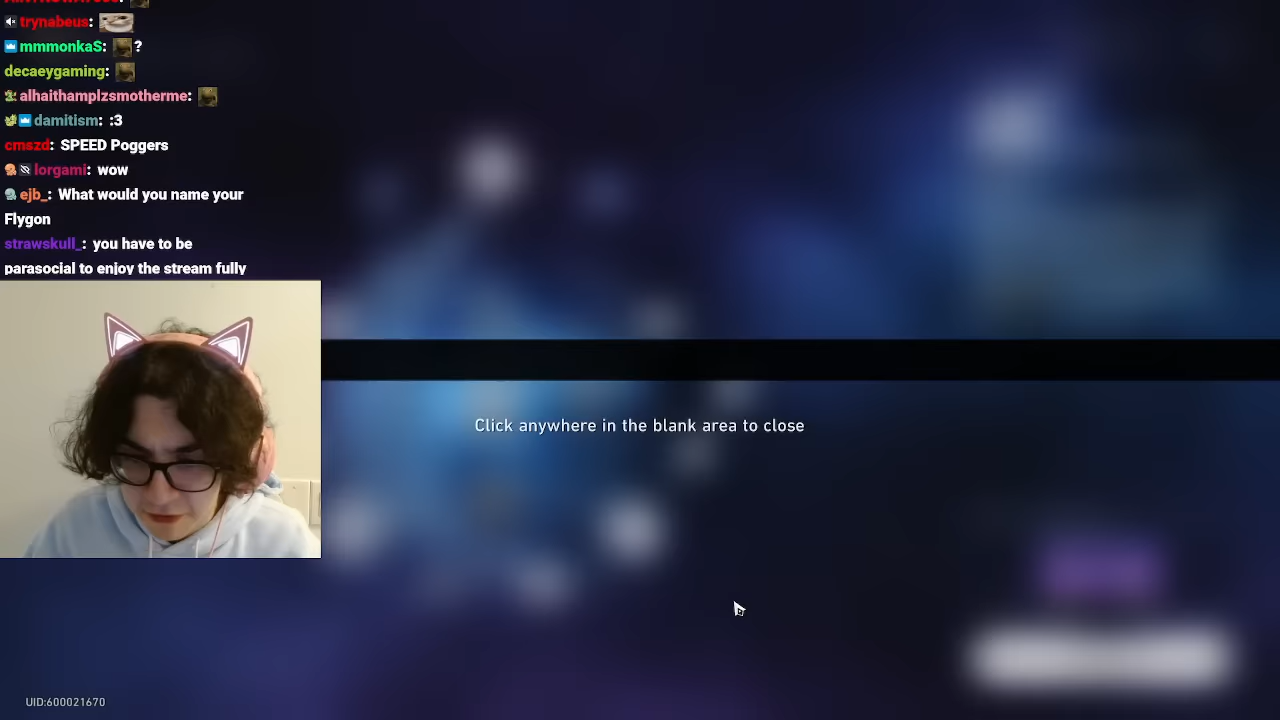 trynabeus:
mmmonkaS: ?
decaeygaming:
alhaithamplzsmotherme:
damitism: :3
cmszd: SPEED Poggers
lorgami: wow
ejb_: What would you name your
Flygon
strawskull_: you have to be
parasocial to enjoy the stream fully
Click anywhere in the blank area to close
UID:600021670